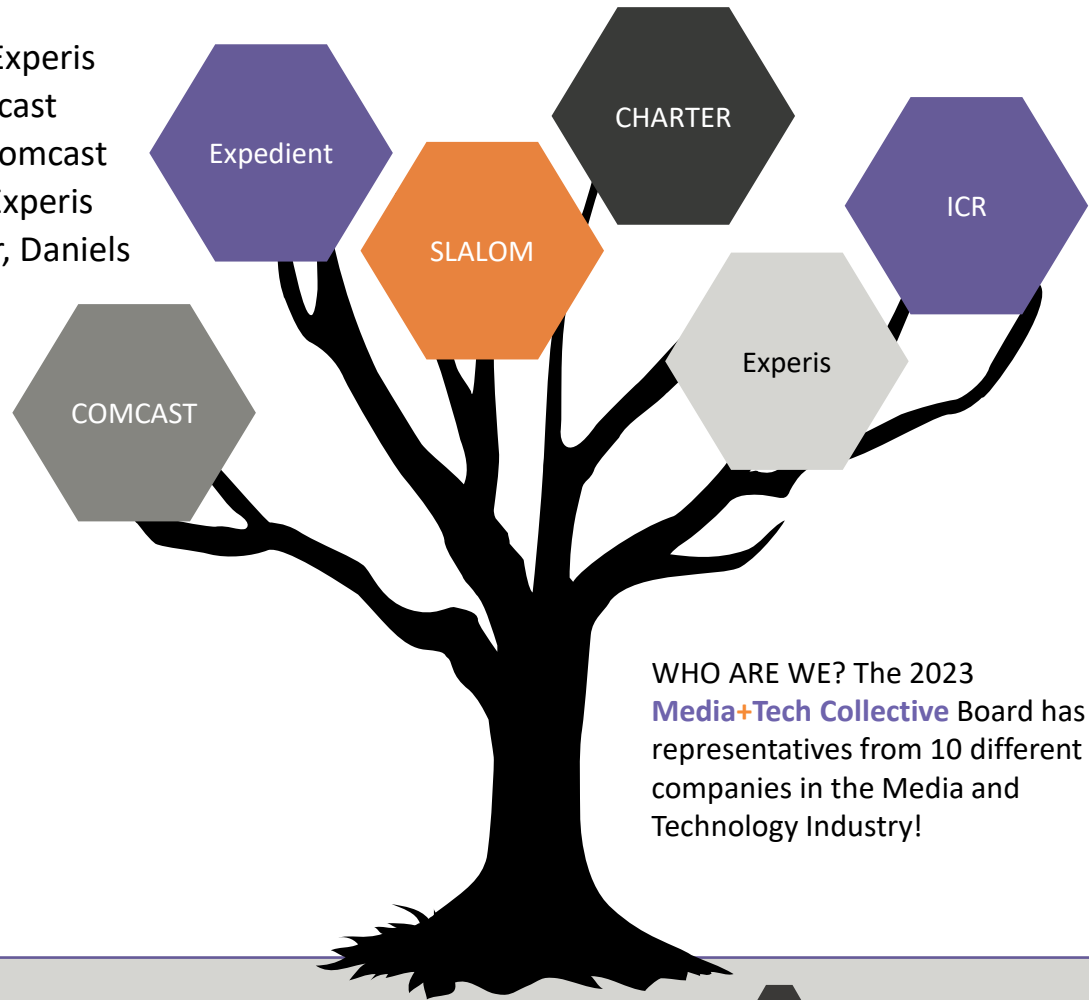 Experis
cast
omcast
Experis
r, Daniels
Expedient
CHARTER
SLALOM
ICR
Experis
COMCAST
WHO ARE WE? The 2023
Media+Tech Collective Board has
representatives from 10 different
companies in the Media and
Technology Industry!